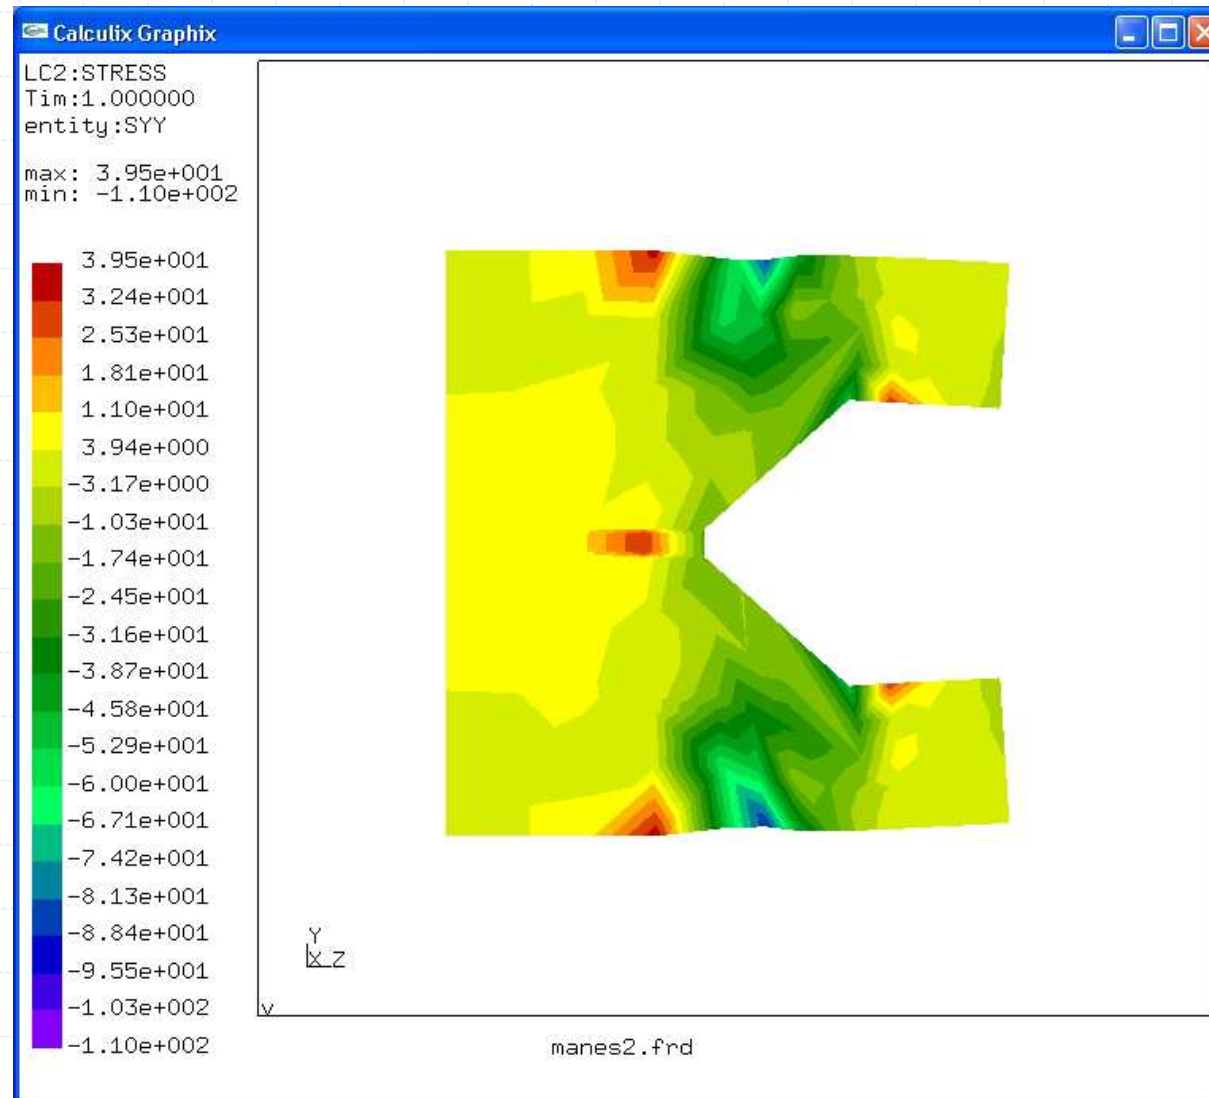 Calculix Graphix
LC2:STRESS
Tim:1.000000
entity:SYY
max: 3.95e+001
min: -1.10e+002
3.95e+001
3.24e+001
2.53e+001
1.81e+001
1.10e+001
3.94e+000
-3.17e+000
-1.03e+001
-1.74e+001
-2.45e+001
-3.16e+001
-3.87e+001
-4.58e+001
-5.29e+001
-6.00e+001
-6.71e+001
-7.42e+001
-8.13e+001
-8.84e+001
-9.55e+001
-1.03e+002
-1.10e+002
Y
X Z
v
manes2.frd